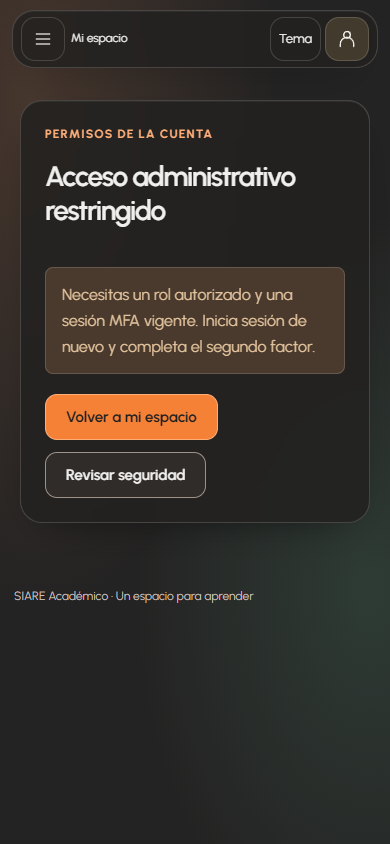 Mi espacio
Tema
PERMISOS DE LA CUENTA
Acceso administrativo
restringido
Necesitas un rol autorizado y una
sesión MFA vigente. Inicia sesión de
nuevo y completa el segundo factor.
Volver a mi espacio
Revisar seguridad
SIARE Académico · Un espacio para aprender